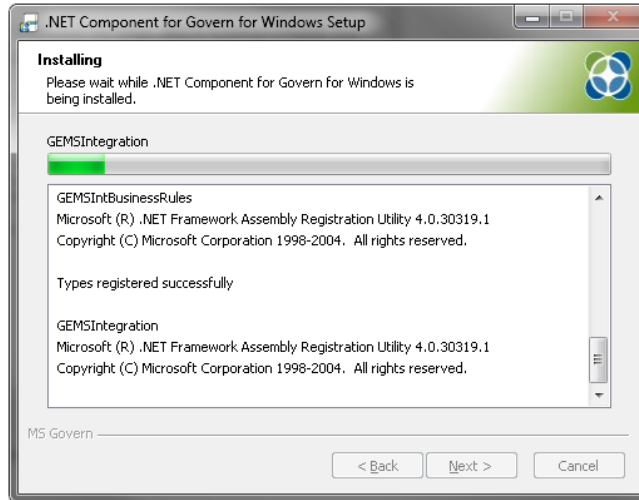 .NET Component for Govern for Windows Setup
Installing
Please wait while .NET Component for Govern for Windows is
being installed.
GEMSIntegration
GEMSIntBusinessRules
Microsoft (R) .NET Framework Assembly Registration Utility 4.0.30319.1
Copyright (C) Microsoft Corporation 1998-2004.  All rights reserved.
Types registered successfully
GEMSIntegration
Microsoft (R) .NET Framework Assembly Registration Utility 4.0.30319.1
Copyright (C) Microsoft Corporation 1998-2004.  All rights reserved.
MS Govern
< Back Next > Cancel